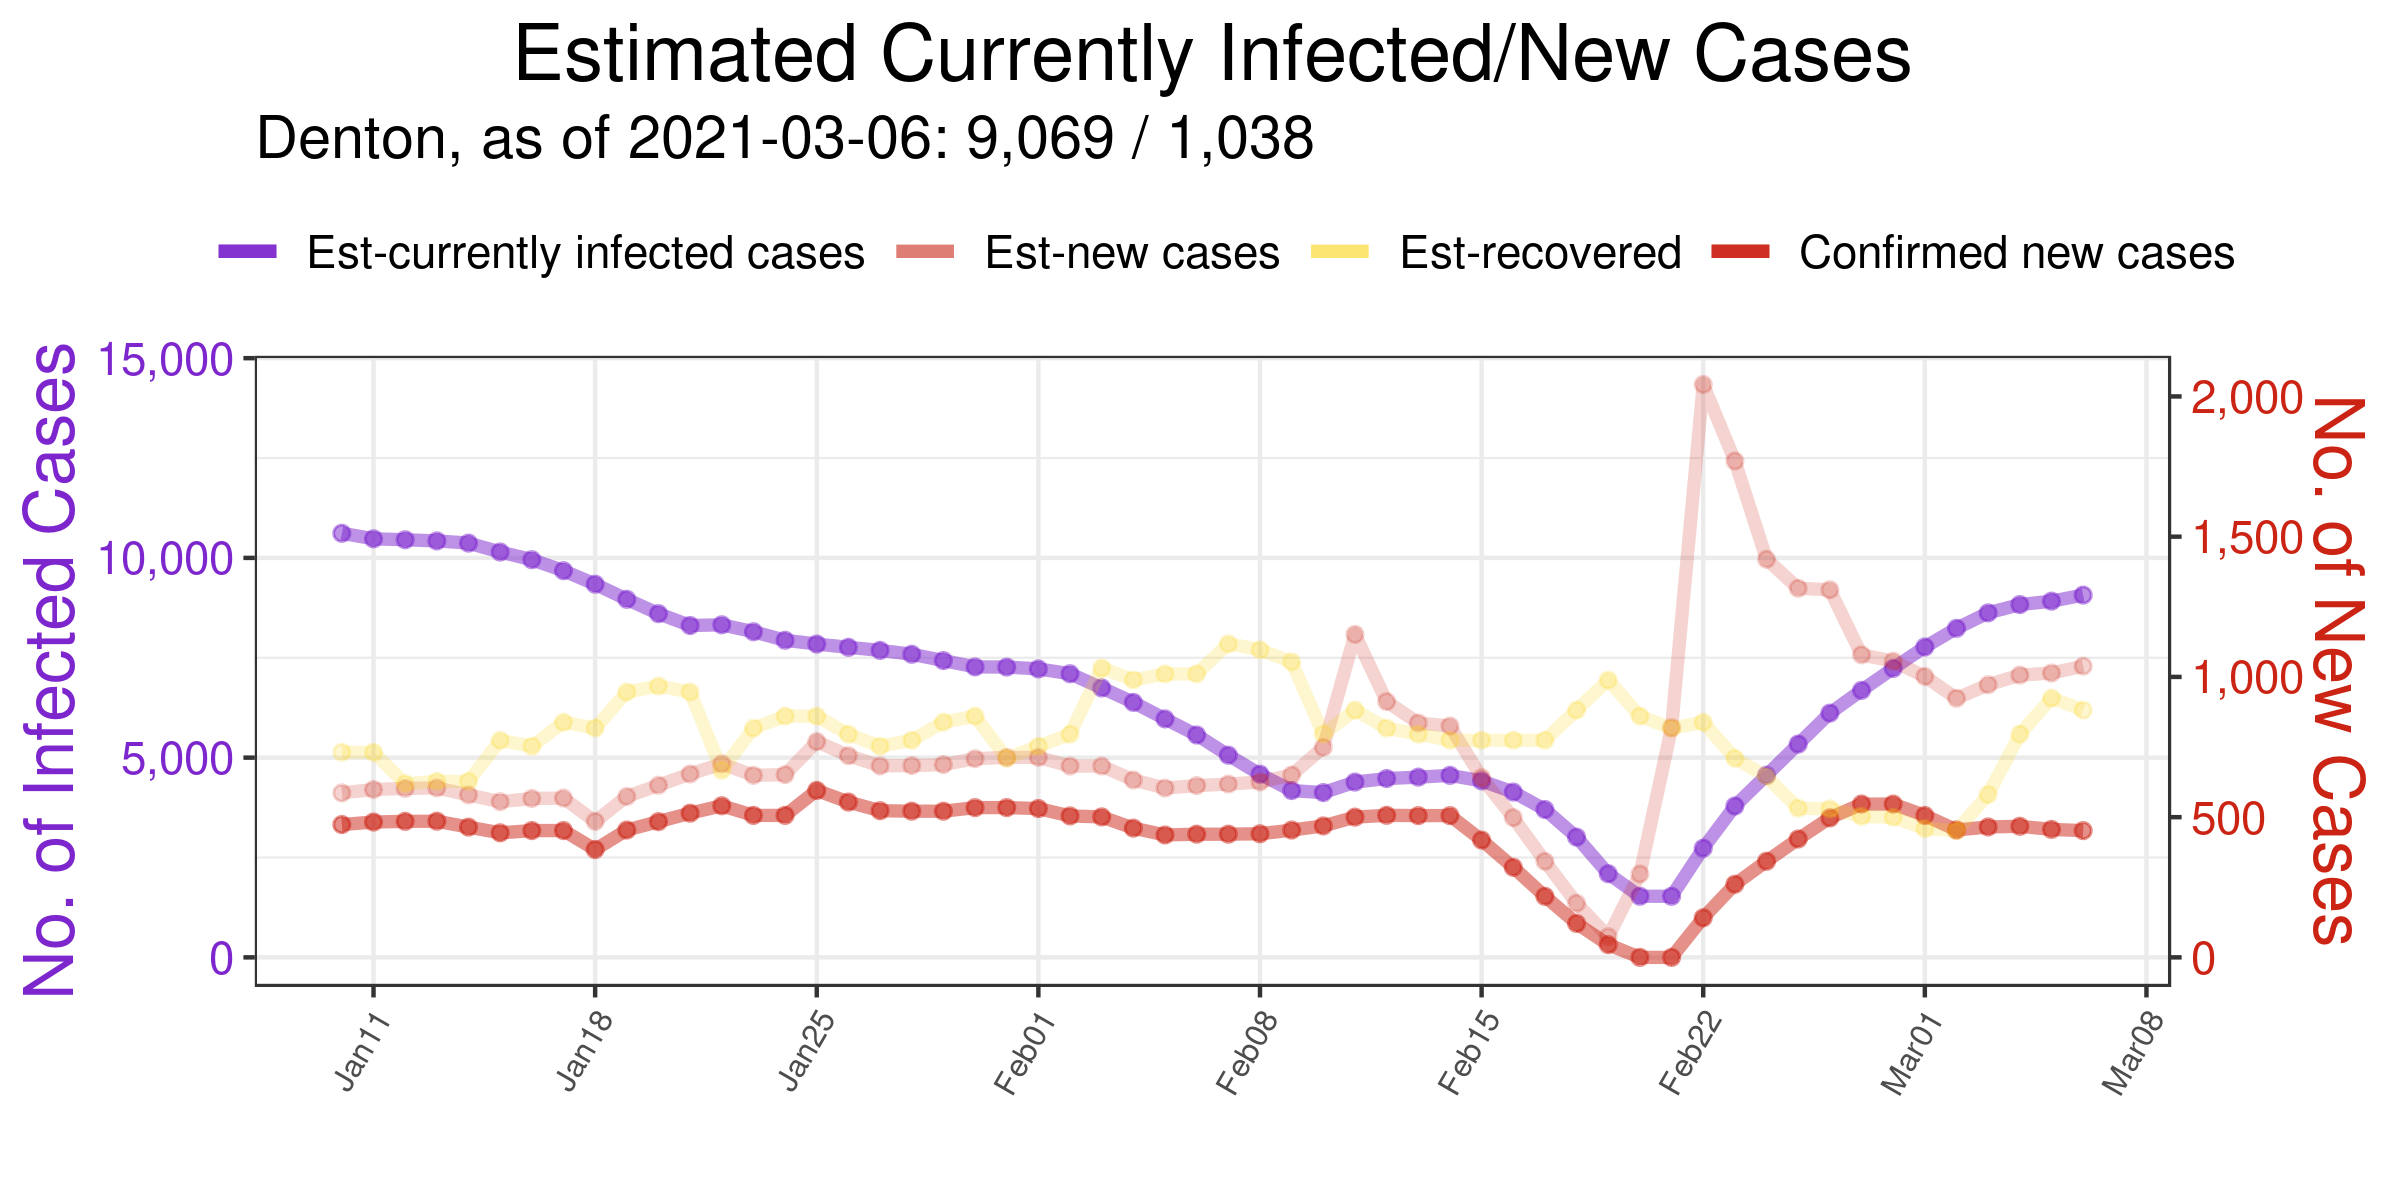 Estimated Currently Infected/New Cases
Denton, as of 2021-03-06: 9,069 / 1,038
Est-currently infected cases Est-new cases Est-recovered Confirmed new cases
No. of Infected Cases
15,000
10,000
5,000
0
2,000
1,500
1,000
500
0
No. of New Cases
Jan11 Jan18 Jan25 Feb01 Feb08 Feb15 Feb22 Mar01 Mar08